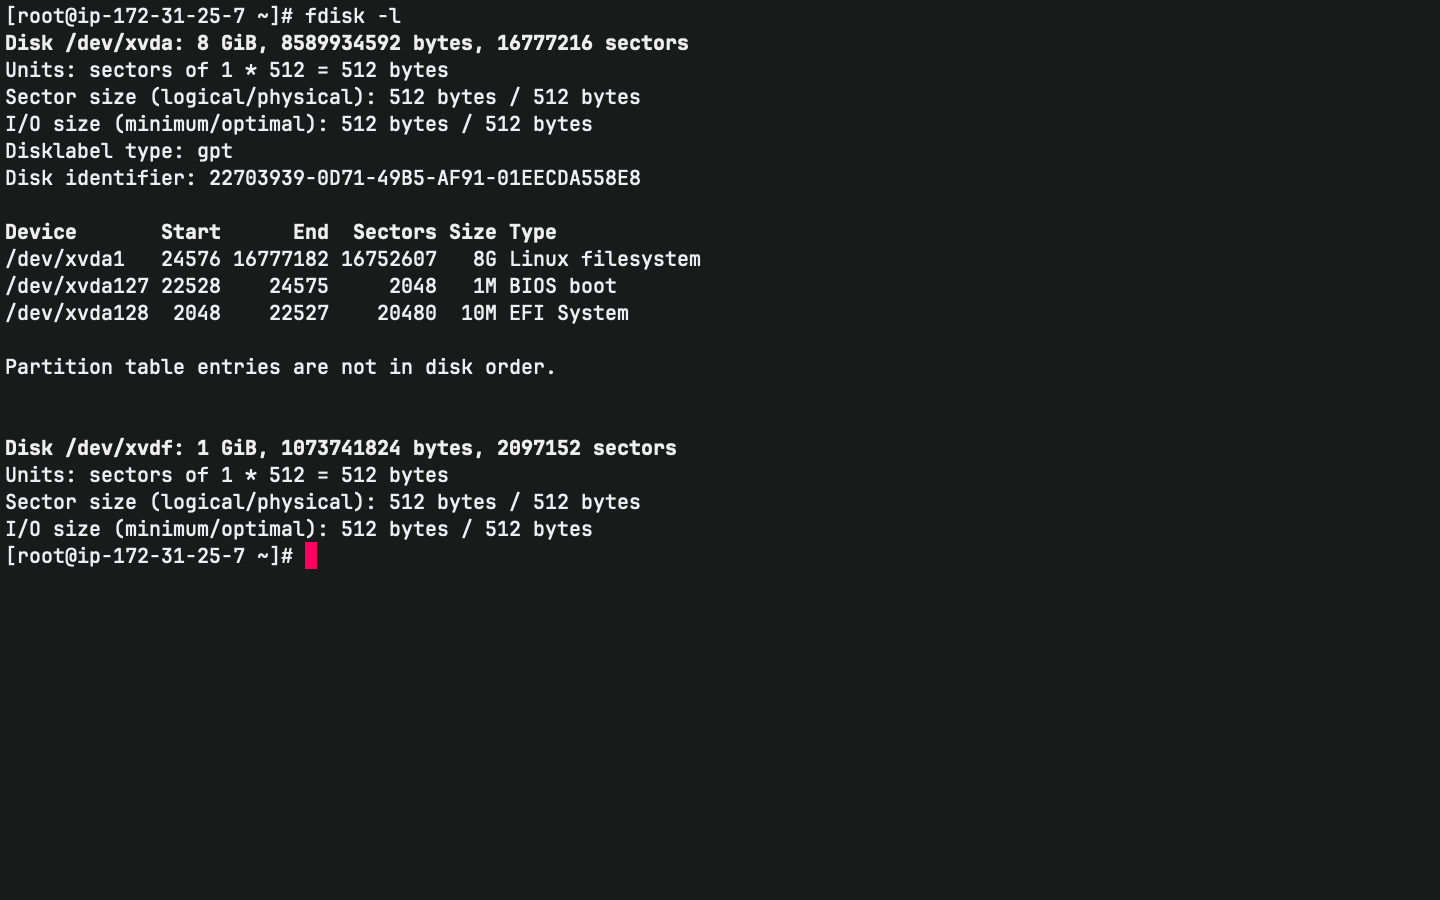 [root@ip-172-31-25-7 ~]# fdisk -l
Disk /dev/xvda: 8 GiB, 8589934592 bytes, 16777216 sectors
Units: sectors of 1 * 512 = 512 bytes
Sector size (logical/physical): 512 bytes / 512 bytes
I/O size (minimum/optimal): 512 bytes / 512 bytes
Disklabel type: gpt
Disk identifier: 22703939-0D71-49B5-AF91-01EECDA558E8

Device       Start      End  Sectors Size Type
/dev/xvda1   24576 16777182 16752607   8G Linux filesystem
/dev/xvda127 22528    24575     2048   1M BIOS boot
/dev/xvda128  2048    22527    20480  10M EFI System

Partition table entries are not in disk order.


Disk /dev/xvdf: 1 GiB, 1073741824 bytes, 2097152 sectors
Units: sectors of 1 * 512 = 512 bytes
Sector size (logical/physical): 512 bytes / 512 bytes
I/O size (minimum/optimal): 512 bytes / 512 bytes
[root@ip-172-31-25-7 ~]#